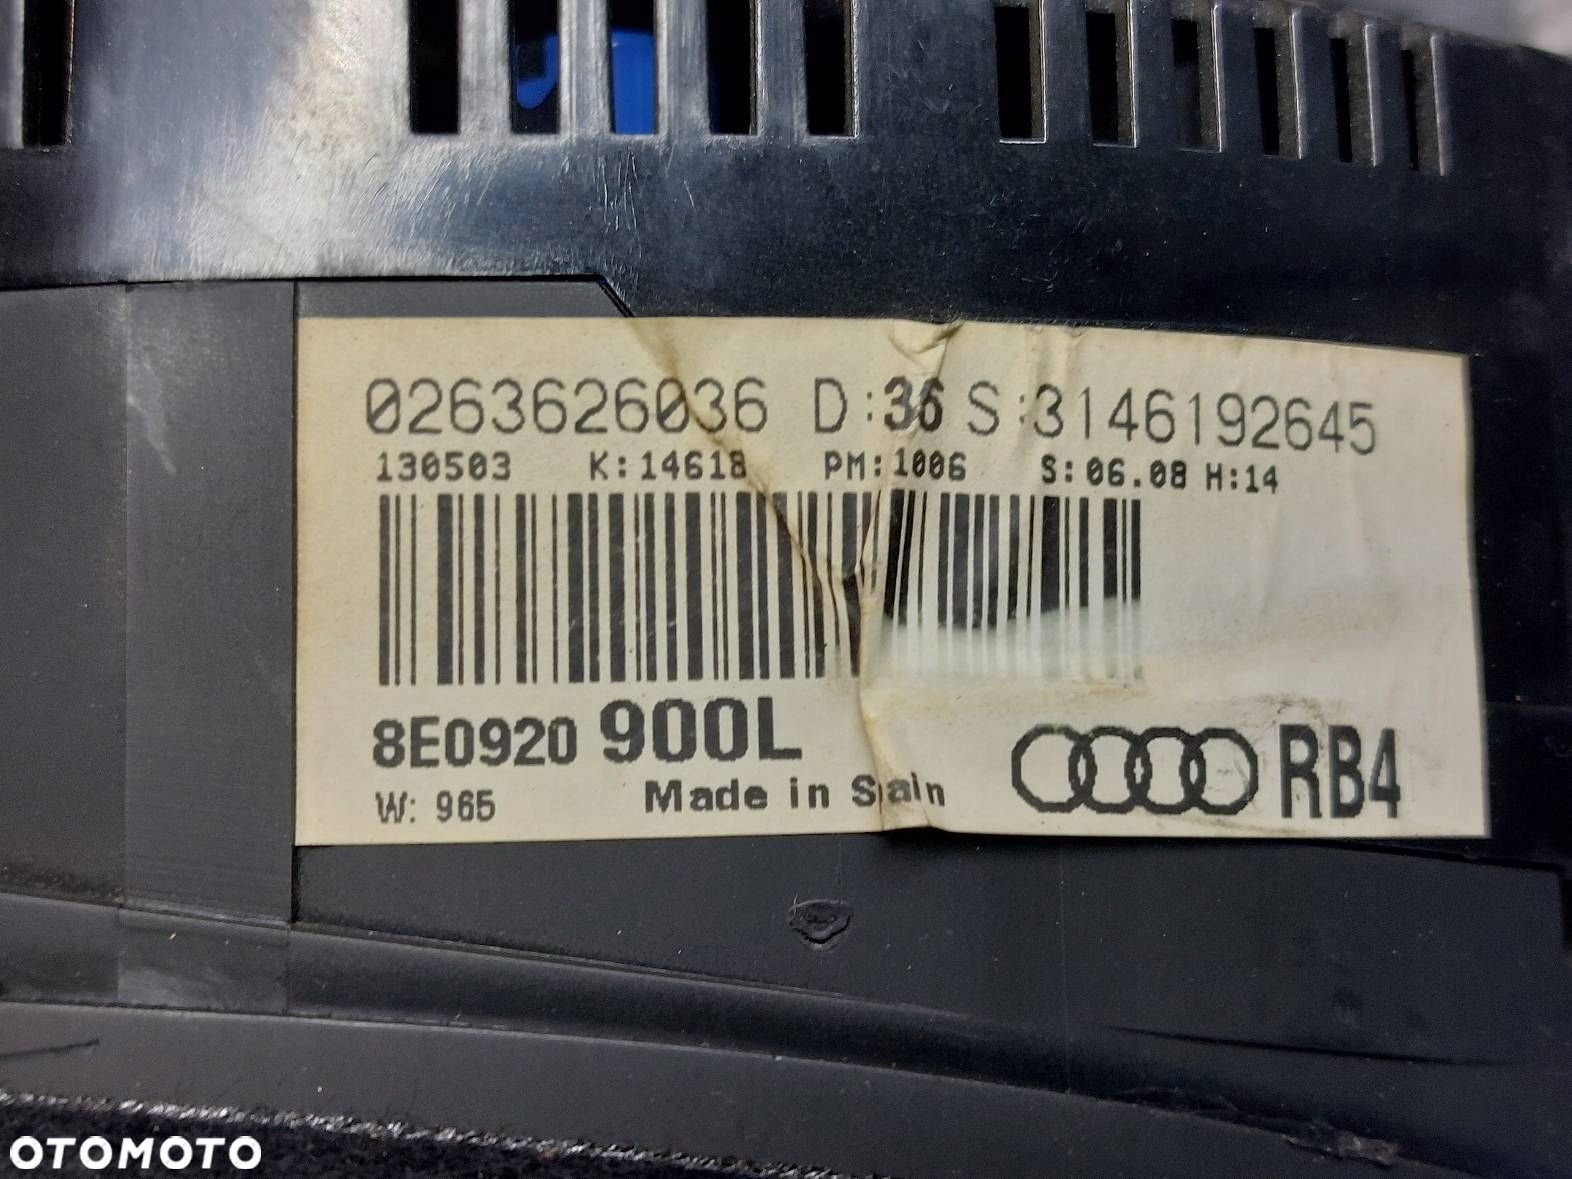 0263626036 D:36 S:3146192645
130503 K:14618 PM:1006 S:06.08 H:14
8E0920 900L
RB4
W: 965 Made in Spain
OTOMOTO